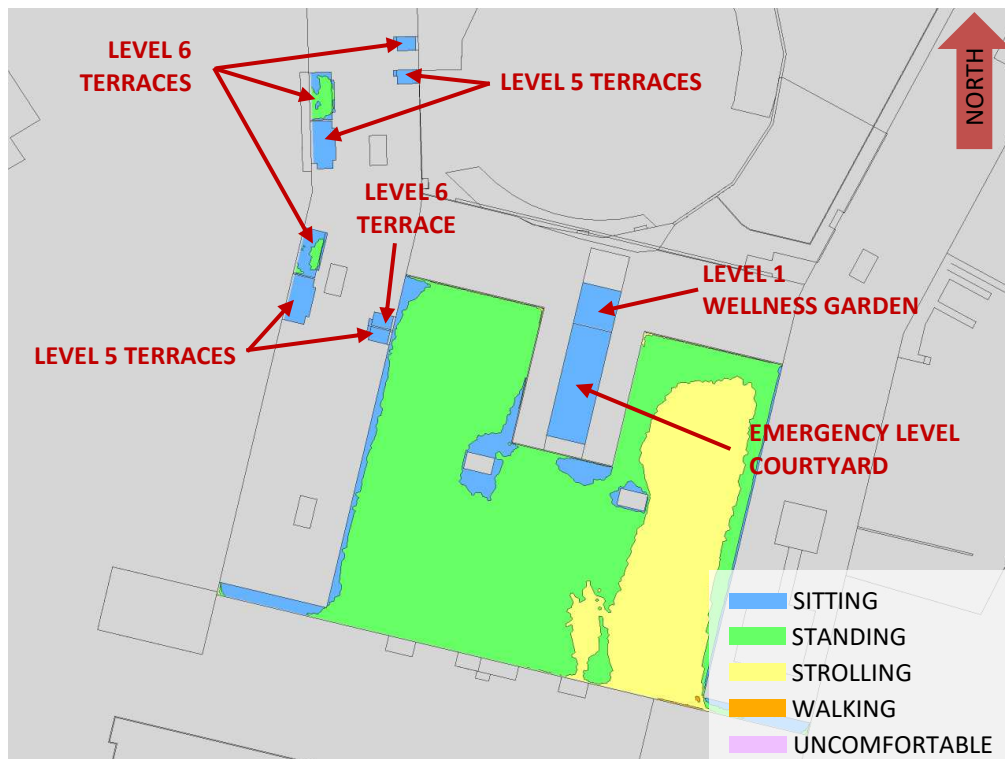 LEVEL 6
TERRACES
LEVEL 5 TERRACES
NORTH
LEVEL 6
TERRACE
LEVEL 1
WELLNESS GARDEN
LEVEL 5 TERRACES
EMERGENCY LEVEL
COURTYARD
SITTING
STANDING
STROLLING
WALKING
UNCOMFORTABLE